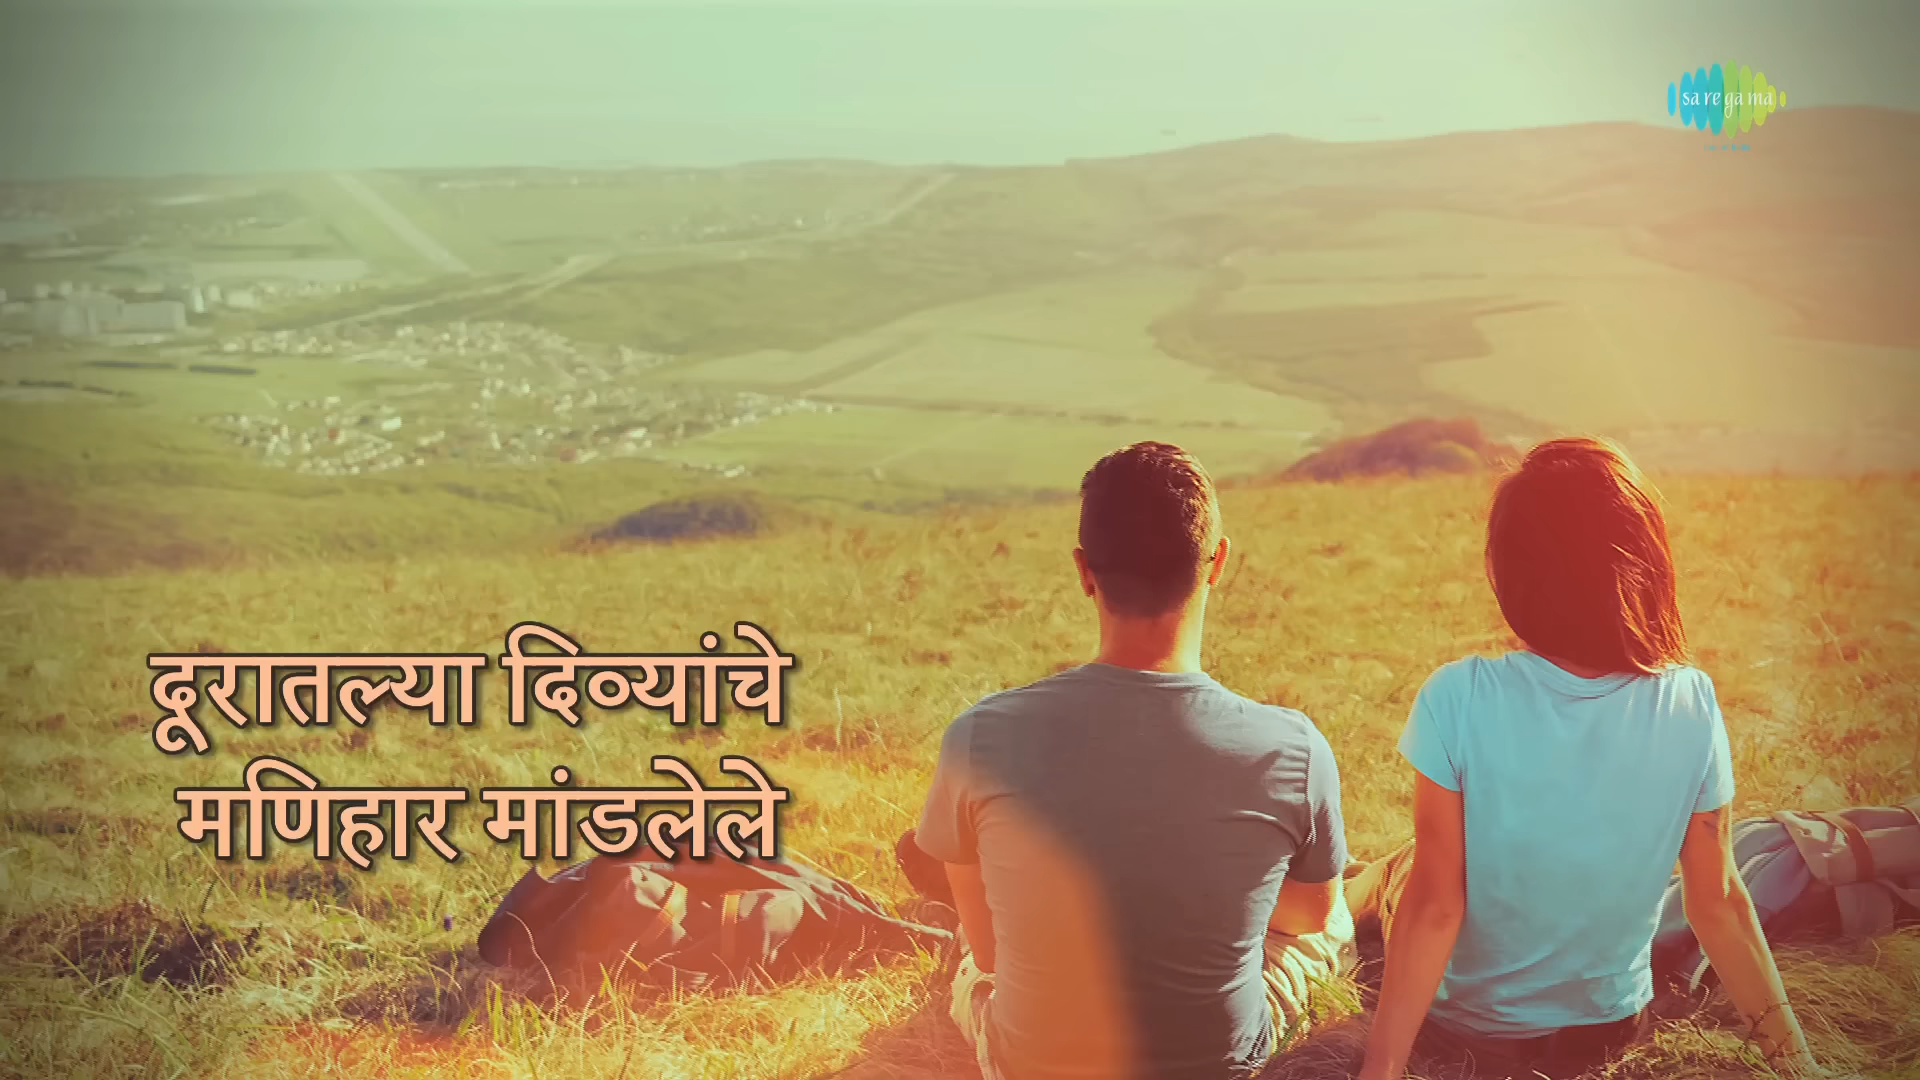 sa re ga ma
दूरातल्या दिव्यांचे
मणिहार मांडलेले